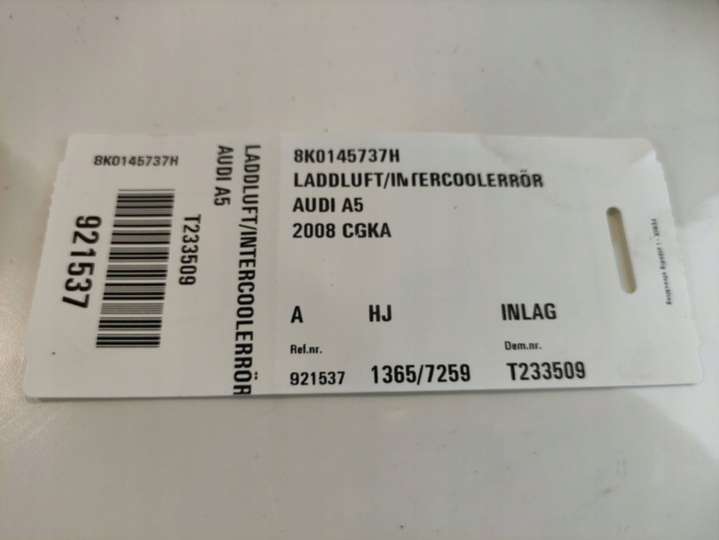 8K0145737H
921537
T233509
AUDI A5
LADDLUFT/INTERCOOLERRÖR
8K0145737H
LADDLUFT/INTERCOOLERRÖR
AUDI A5
2008 CGKA
A HJ INLAG
Ref.nr. Dem.nr.
921537 1365/7259 T233509